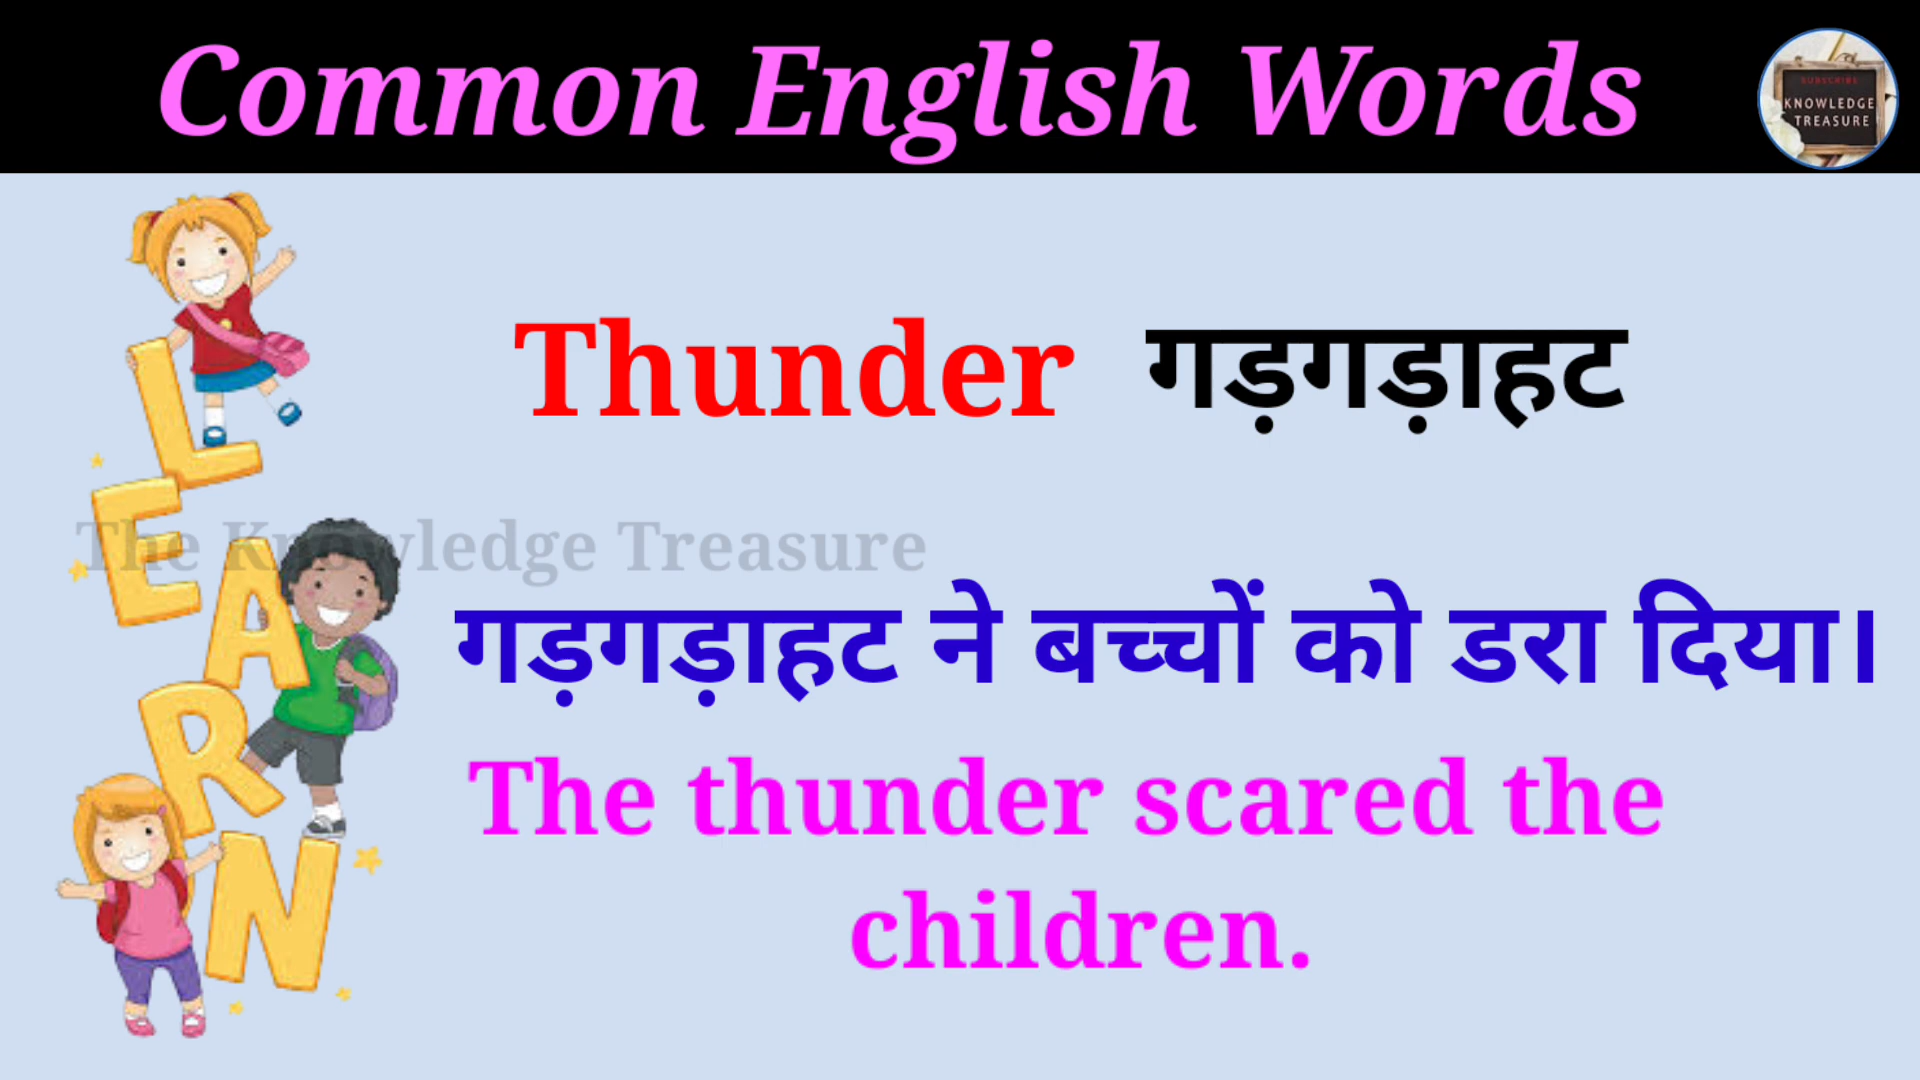 Common English Words
SUBSCRIBE
KNOWLEDGE
TREASURE
Thunder गड़गड़ाहट
LEARN
The Knowledge Treasure
गड़गड़ाहट ने बच्चों को डरा दिया।
The thunder scared the
children.